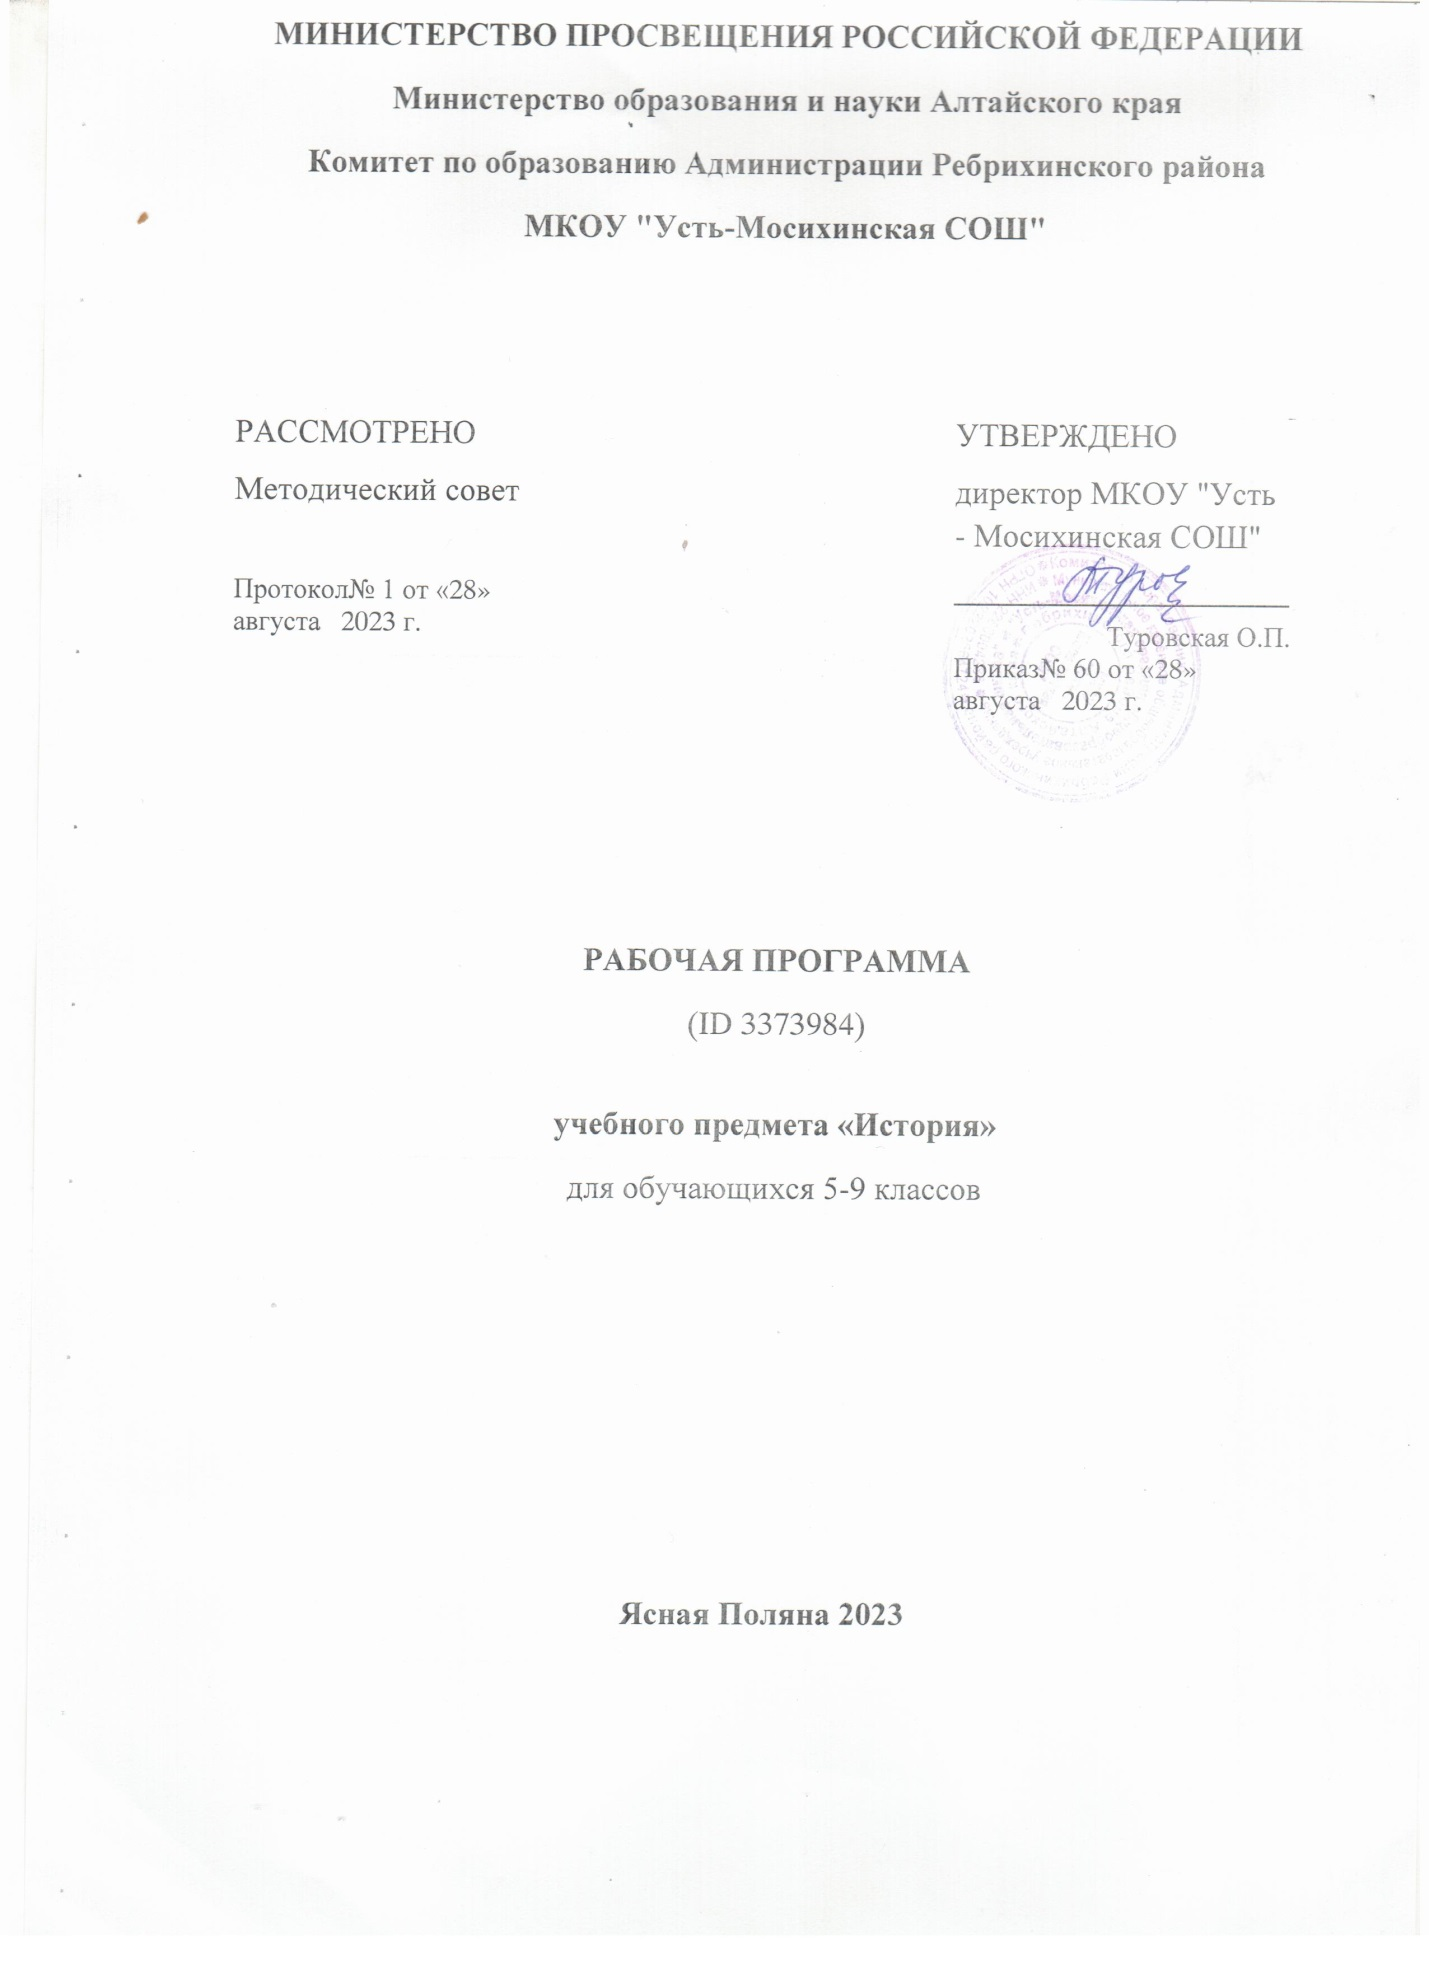 МИНИСТЕРСТВО ПРОСВЕЩЕНИЯ РОССИЙСКОЙ ФЕДЕРАЦИИ
Министерство образования и науки Алтайского края
Комитет по образованию Администрации Ребрихинского района
МКОУ "Усть-Мосихинская СОШ"
РАССМОТРЕНО
Методический совет
Протокол№ 1 от «28»
августа 2023 г.
УТВЕРЖДЕНО
директор МКОУ "Усть
- Мосихинская СОШ"
Туровская О.П.
Приказ№ 60 от «28»
августа 2023 г.
РАБОЧАЯ ПРОГРАММА
(ID 3373984)
учебного предмета «История»
для обучающихся 5-9 классов
Ясная Поляна 2023